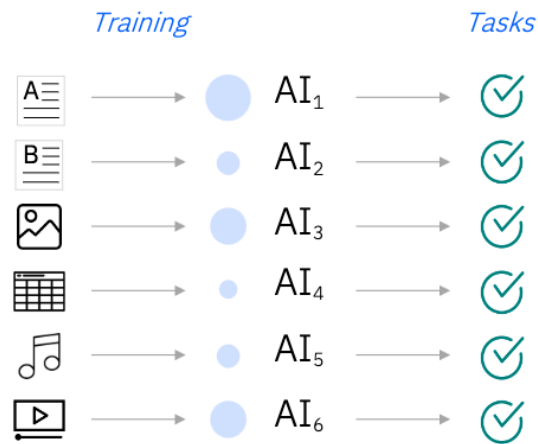 Training Tasks
A AI₁
B AI₂
AI₃
AI₄
AI₅
AI₆